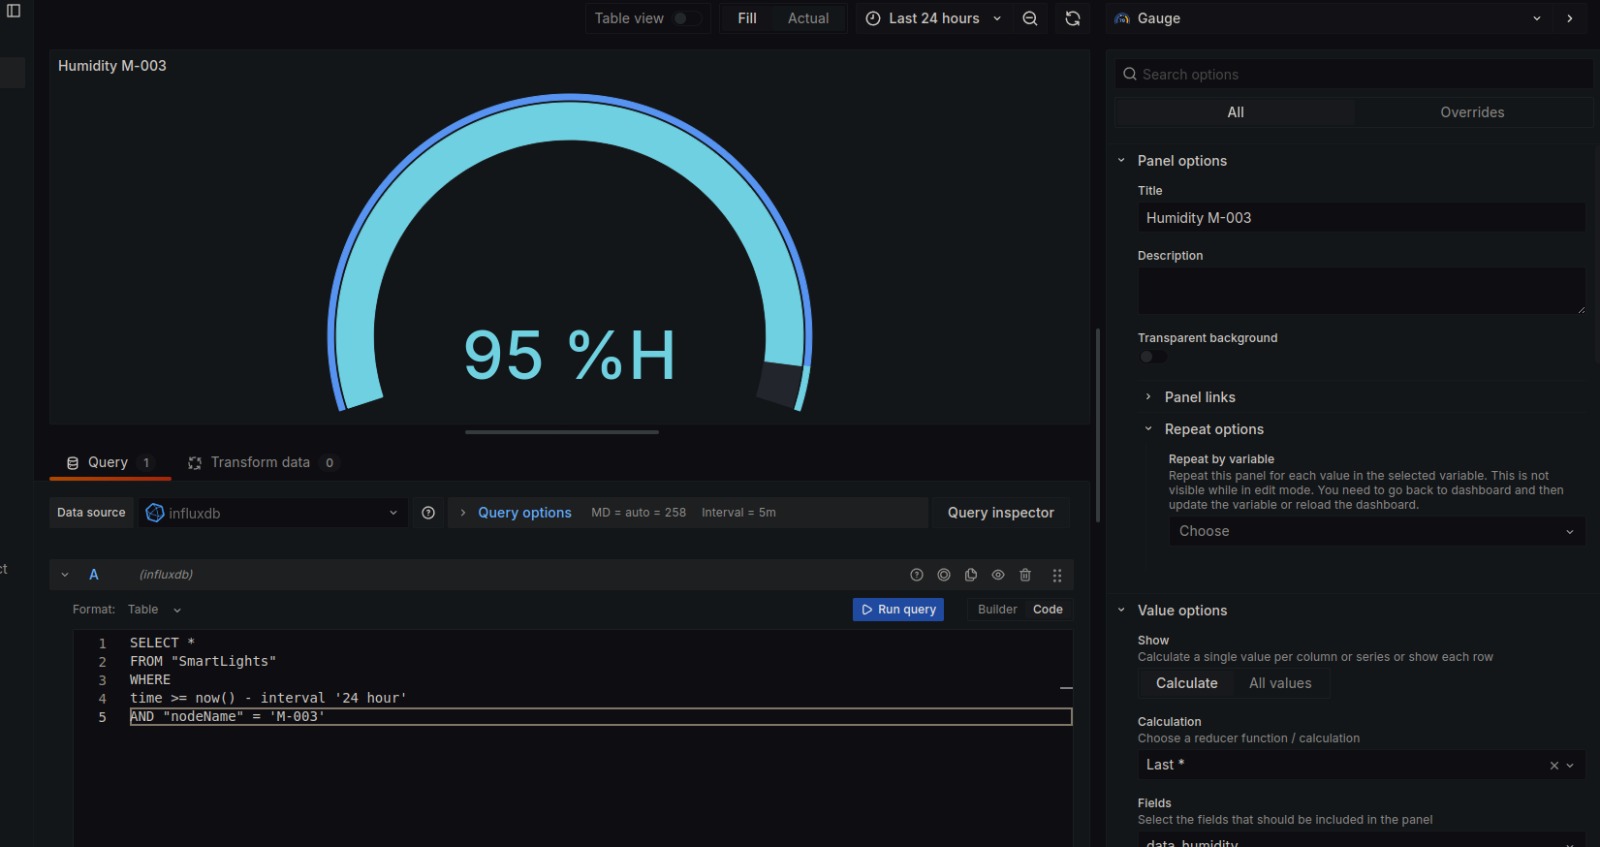 Table view
Fill
Actual
Last 24 hours
Gauge
Humidity M-003
95 %H
Search options
All
Overrides
Panel options
Title
Humidity M-003
Description
Transparent background
Panel links
Repeat options
Repeat by variable
Repeat this panel for each value in the selected variable. This is not
visible while in edit mode. You need to go back to dashboard and then
update the variable or reload the dashboard.
Choose
Value options
Show
Calculate a single value per column or series or show each row
Calculate
All values
Calculation
Choose a reducer function / calculation
Last *
Fields
Select the fields that should be included in the panel
data_humidity
Query 1
Transform data 0
Data source
influxdb
Query options
MD = auto = 258
Interval = 5m
Query inspector
ct
A
(influxdb)
Format: Table
Run query
Builder
Code
1 SELECT *
2 FROM "SmartLights"
3 WHERE
4 time >= now() - interval '24 hour'
5 AND "nodeName" = 'M-003'